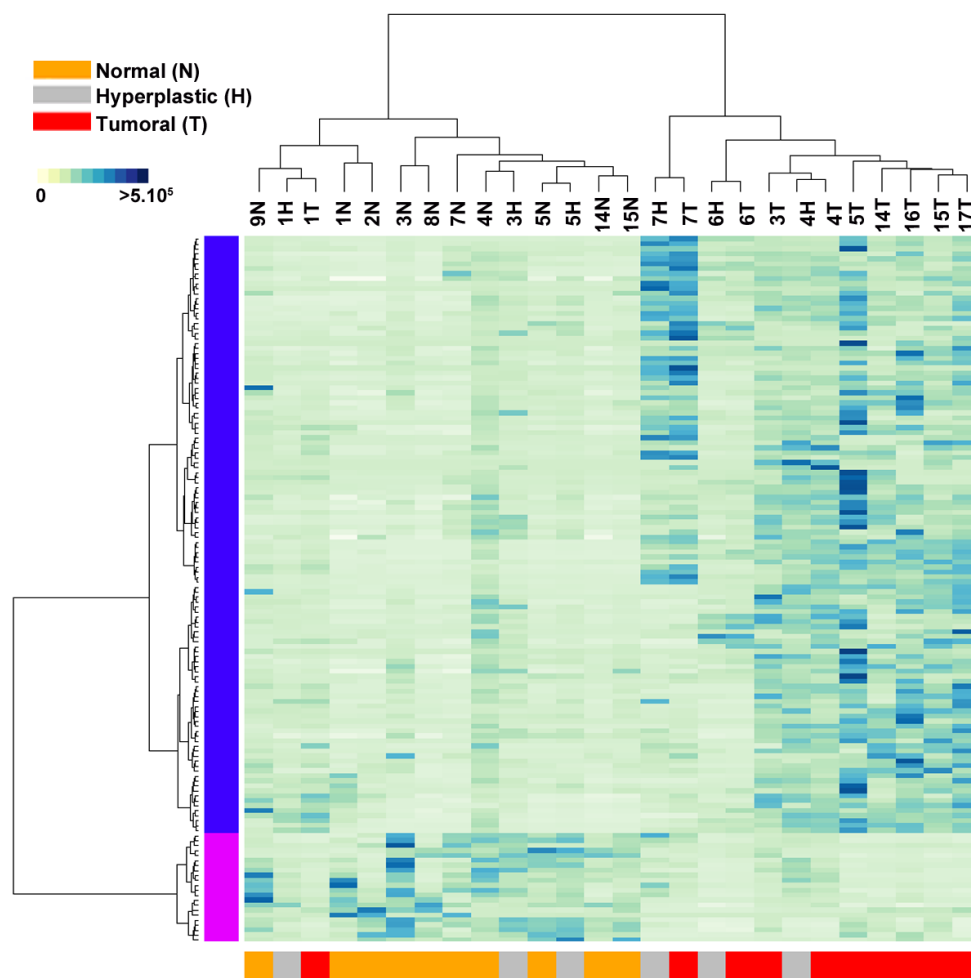 Normal (N)
Hyperplastic (H)
Tumoral (T)
0 >5.10⁵
9N 1H 1T 1N 2N 3N 8N 7N 4N 3H 5N 5H 14N 15N 7H 7T 6H 6T 3T 4H 4T 5T 14T 16T 15T 17T